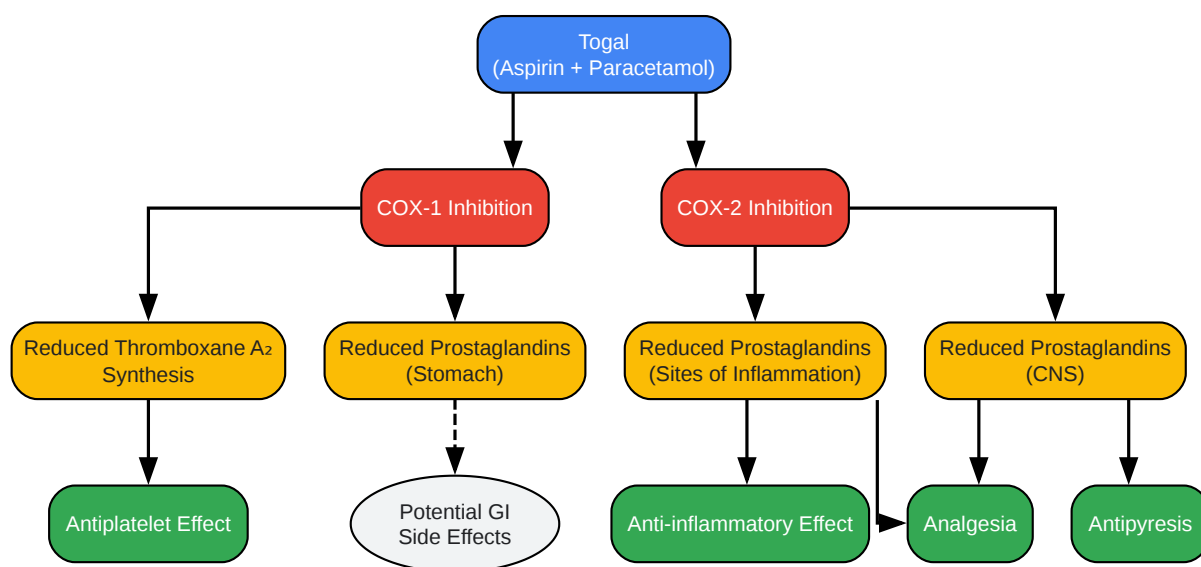 Togal
(Aspirin + Paracetamol)
COX-1 Inhibition
COX-2 Inhibition
Reduced Thromboxane A₂
Synthesis
Reduced Prostaglandins
(Stomach)
Reduced Prostaglandins
(Sites of Inflammation)
Reduced Prostaglandins
(CNS)
Antiplatelet Effect
Potential GI
Side Effects
Anti-inflammatory Effect
Analgesia
Antipyresis